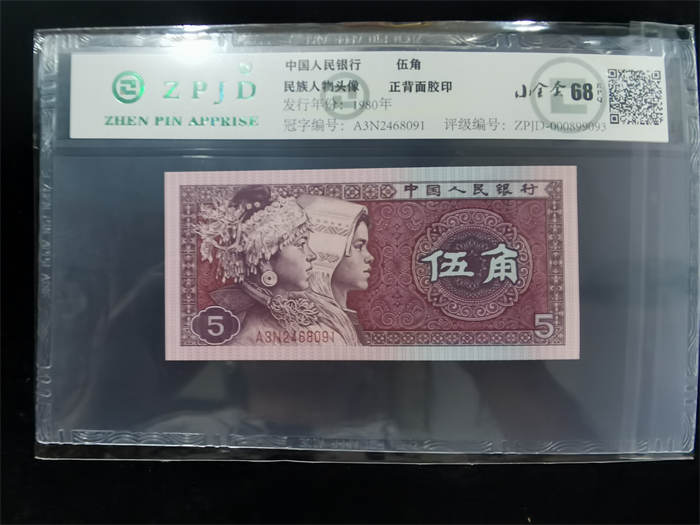 ZPJD
ZHEN PIN APPRISE
中国人民银行 伍角
民族人物头像 正背面胶印
发行年份: 1980年
冠字编号: A3N2468091 评级编号: ZPJD-000899093
68
中国人民银行
伍角
5
A3N2468091
5